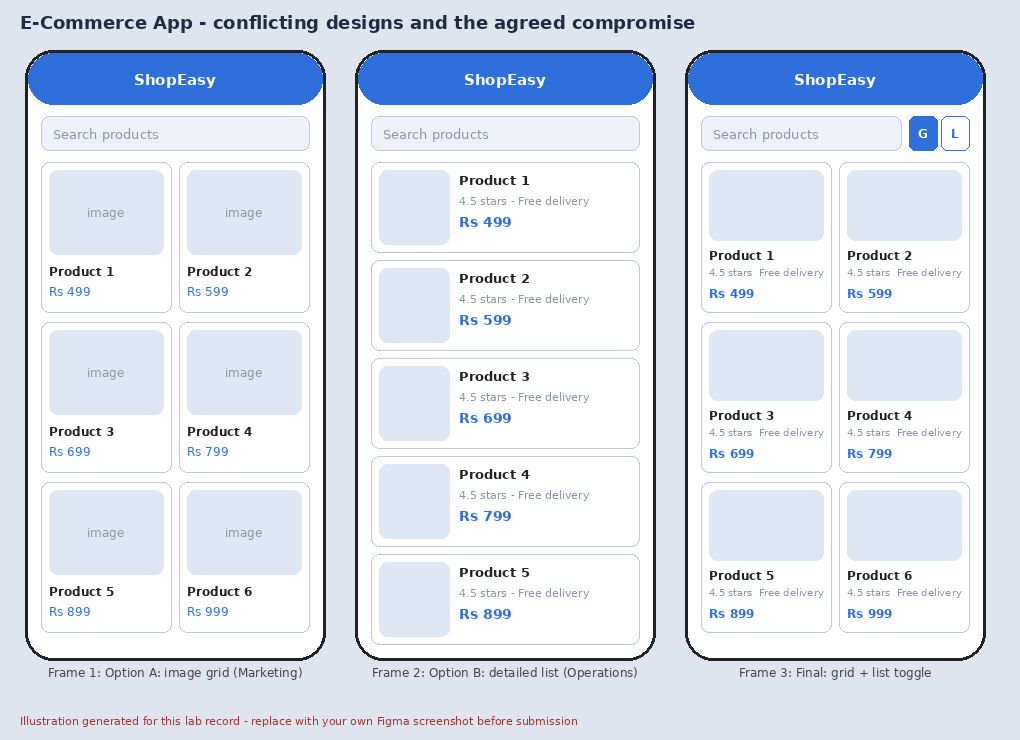 E-Commerce App - conflicting designs and the agreed compromise
ShopEasy
Search products
image
image
Product 1
Product 2
Rs 499
Rs 599
image
image
Product 3
Product 4
Rs 699
Rs 799
image
image
Product 5
Product 6
Rs 899
Rs 999
Frame 1: Option A: image grid (Marketing)
ShopEasy
Search products
Product 1
4.5 stars - Free delivery
Rs 499
Product 2
4.5 stars - Free delivery
Rs 599
Product 3
4.5 stars - Free delivery
Rs 699
Product 4
4.5 stars - Free delivery
Rs 799
Product 5
4.5 stars - Free delivery
Rs 899
Frame 2: Option B: detailed list (Operations)
ShopEasy
Search products
G
L
Product 1
Product 2
4.5 stars Free delivery
4.5 stars Free delivery
Rs 499
Rs 599
Product 3
Product 4
4.5 stars Free delivery
4.5 stars Free delivery
Rs 699
Rs 799
Product 5
Product 6
4.5 stars Free delivery
4.5 stars Free delivery
Rs 899
Rs 999
Frame 3: Final: grid + list toggle
Illustration generated for this lab record - replace with your own Figma screenshot before submission